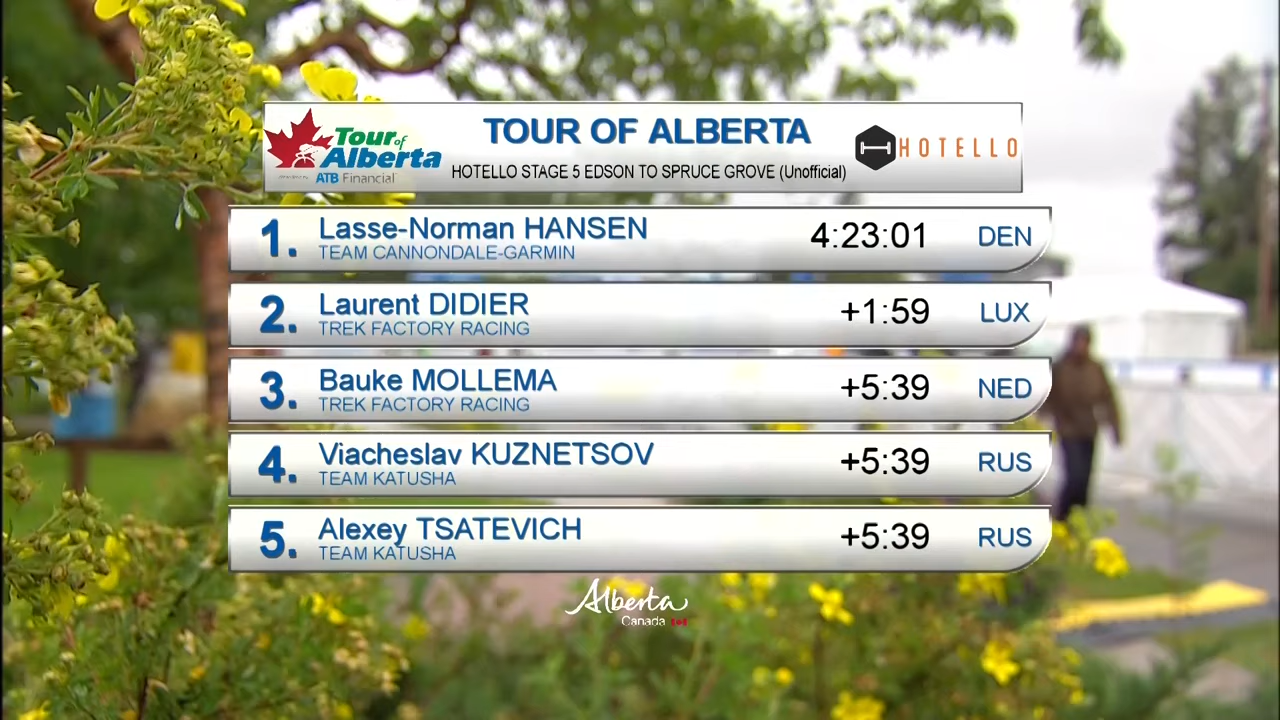 Tour of
Alberta
ATB Financial
TOUR OF ALBERTA
HOTELLO STAGE 5 EDSON TO SPRUCE GROVE (Unofficial)
HOTELLO
1. Lasse-Norman HANSEN 4:23:01 DEN
TEAM CANNONDALE-GARMIN
2. Laurent DIDIER +1:59 LUX
TREK FACTORY RACING
3. Bauke MOLLEMA +5:39 NED
TREK FACTORY RACING
4. Viacheslav KUZNETSOV +5:39 RUS
TEAM KATUSHA
5. Alexey TSATEVICH +5:39 RUS
TEAM KATUSHA
Alberta
Canada